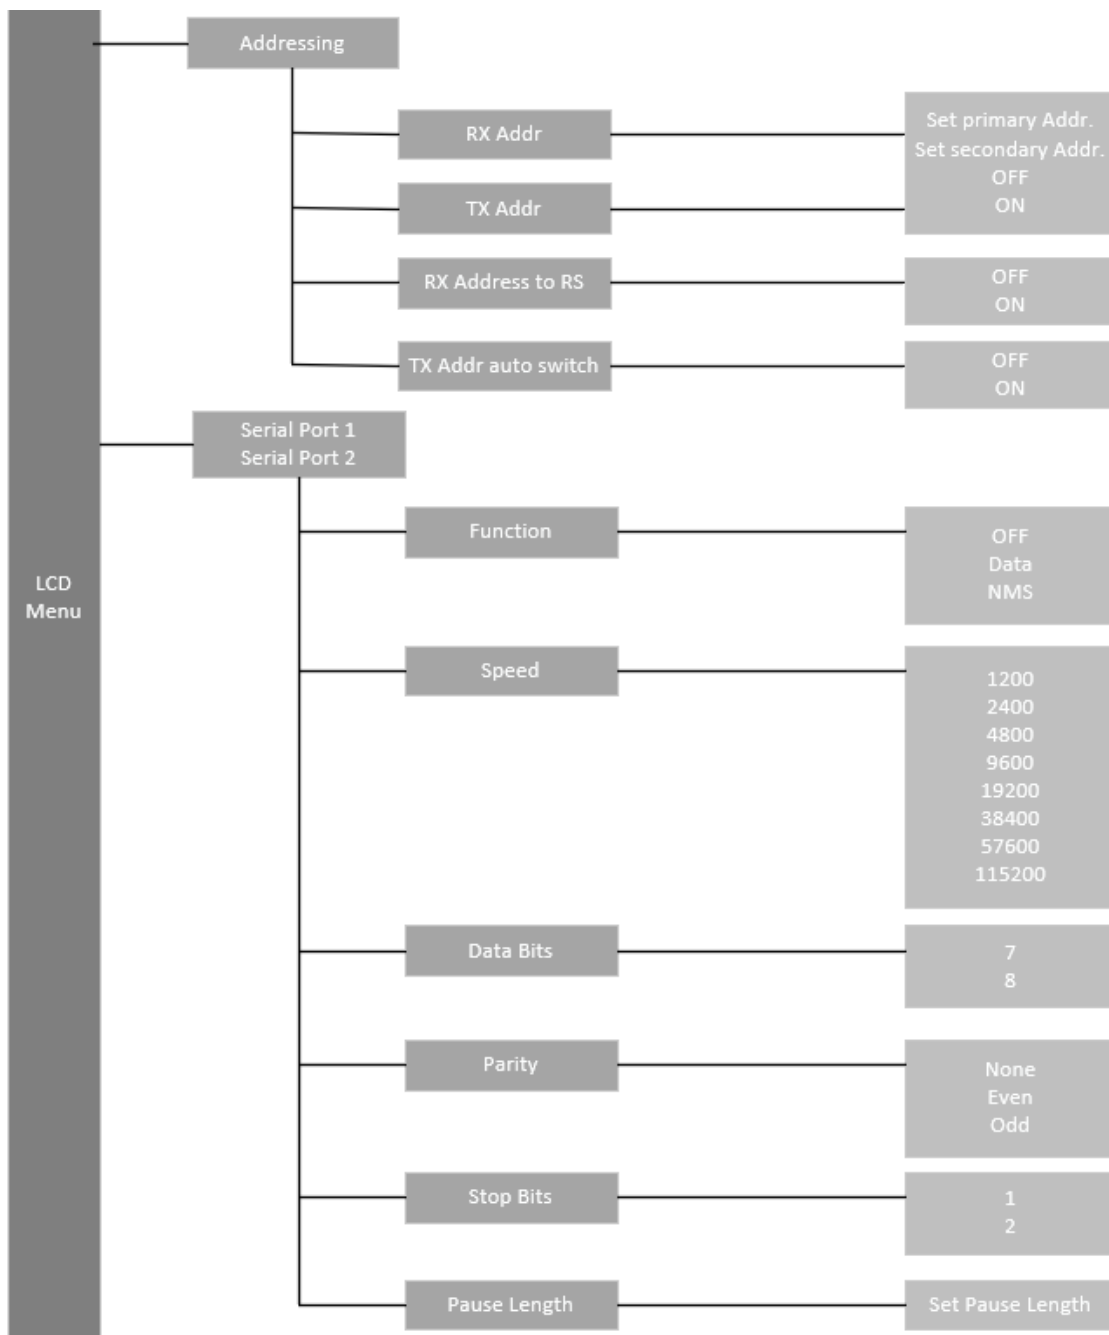 LCD
Menu
Addressing
RX Addr
TX Addr
Set primary Addr.
Set secondary Addr.
OFF
ON
RX Address to RS
OFF
ON
TX Addr auto switch
OFF
ON
Serial Port 1
Serial Port 2
Function
OFF
Data
NMS
Speed
1200
2400
4800
9600
19200
38400
57600
115200
Data Bits
7
8
Parity
None
Even
Odd
Stop Bits
1
2
Pause Length
Set Pause Length